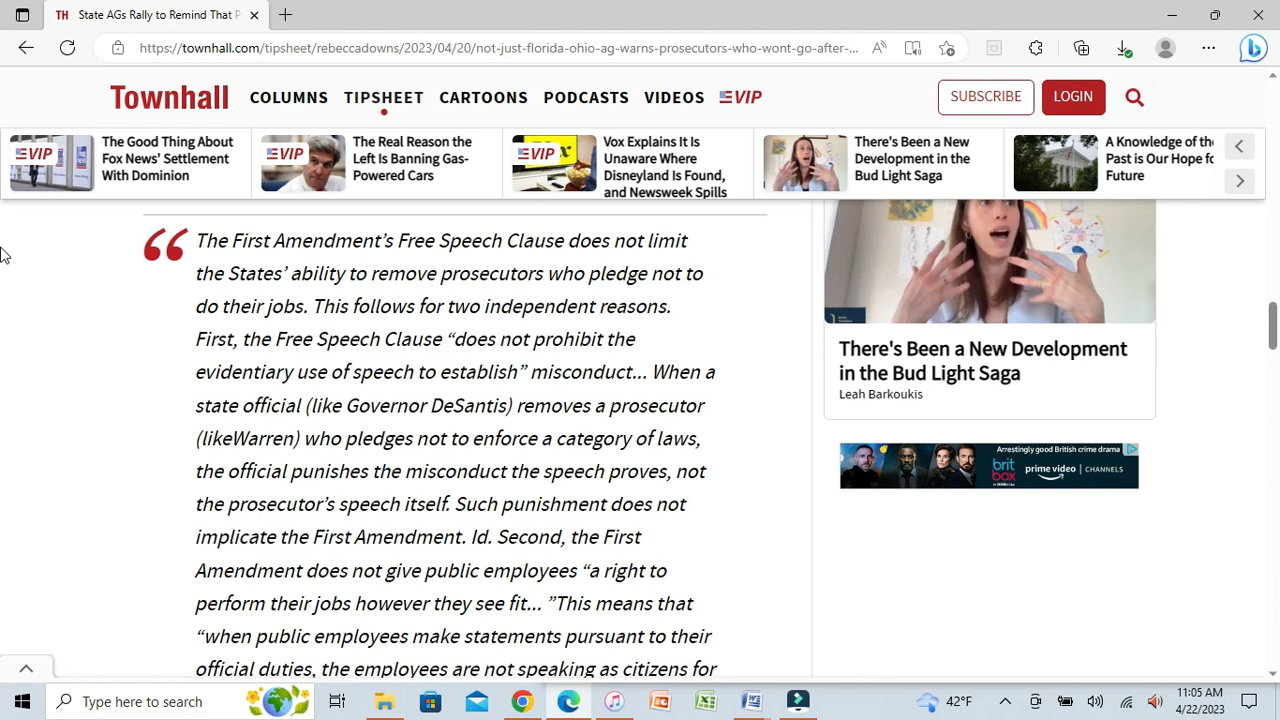 State AGs Rally to Remove
https://townhall.com/tipsheet/rebeccadowns/2023/04/20/not-just-florida-ohio-ag-warns-prosecutors-who-wont-go-after-...
Townhall COLUMNS TIPSHEET CARTOONS PODCASTS VIDEOS VIP SUBSCRIBE LOGIN
VIP
The Good Thing About
Fox News' Settlement
With Dominion
VIP
The Real Reason the
Left Is Banning Gas-
Powered Cars
VIP
Vox Explains It Is
Unaware Where
Disneyland Is Found,
and Newsweek Spills
There's Been a New
Development in the
Bud Light Saga
A Knowledge of th
Past is Our Hope fo
Future
“The First Amendment’s Free Speech Clause does not limit
the States’ ability to remove prosecutors who pledge not to
do their jobs. This follows for two independent reasons.
First, the Free Speech Clause “does not prohibit the
evidentiary use of speech to establish” misconduct... When a
state official (like Governor DeSantis) removes a prosecutor
(likeWarren) who pledges not to enforce a category of laws,
the official punishes the misconduct the speech proves, not
the prosecutor’s speech itself. Such punishment does not
implicate the First Amendment. Id. Second, the First
Amendment does not give public employees “a right to
perform their jobs however they see fit... ”This means that
“when public employees make statements pursuant to their
official duties, the employees are not speaking as citizens for
There's Been a New Development
in the Bud Light Saga
Leah Barkoukis
Arrestingly good British crime drama
brit
box
prime video | CHANNELS
Type here to search
42°F
11:05 AM
4/22/2023